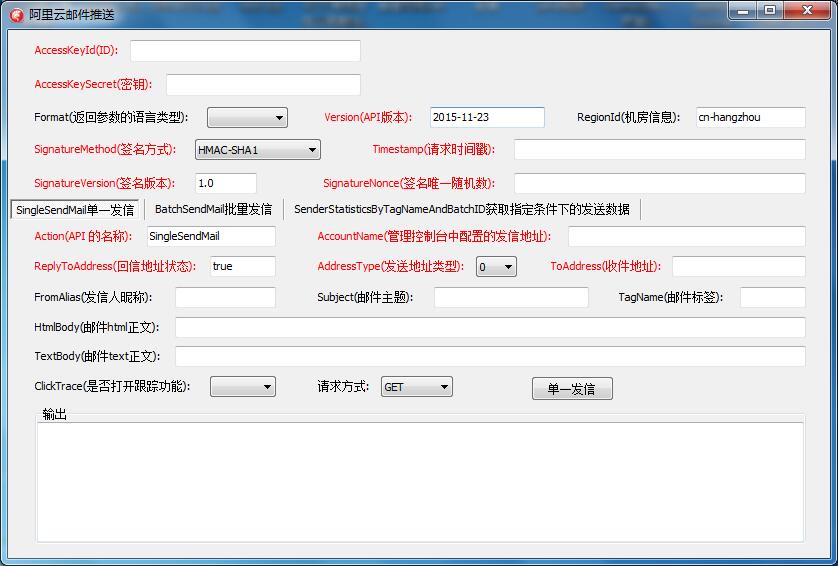 阿里云邮件推送
AccessKeyId(ID):
AccessKeySecret(密钥):
Format(返回参数的语言类型): Version(API版本): 2015-11-23 RegionId(机房信息): cn-hangzhou
SignatureMethod(签名方式): HMAC-SHA1 Timestamp(请求时间戳):
SignatureVersion(签名版本): 1.0 SignatureNonce(签名唯一随机数):
SingleSendMail单一发信 BatchSendMail批量发信 SenderStatisticsByTagNameAndBatchID获取指定条件下的发送数据
Action(API 的名称): SingleSendMail AccountName(管理控制台中配置的发信地址):
ReplyToAddress(回信地址状态): true AddressType(发送地址类型): 0 ToAddress(收件地址):
FromAlias(发信人昵称): Subject(邮件主题): TagName(邮件标签):
HtmlBody(邮件html正文):
TextBody(邮件text正文):
ClickTrace(是否打开跟踪功能): 请求方式: GET 单一发信
输出